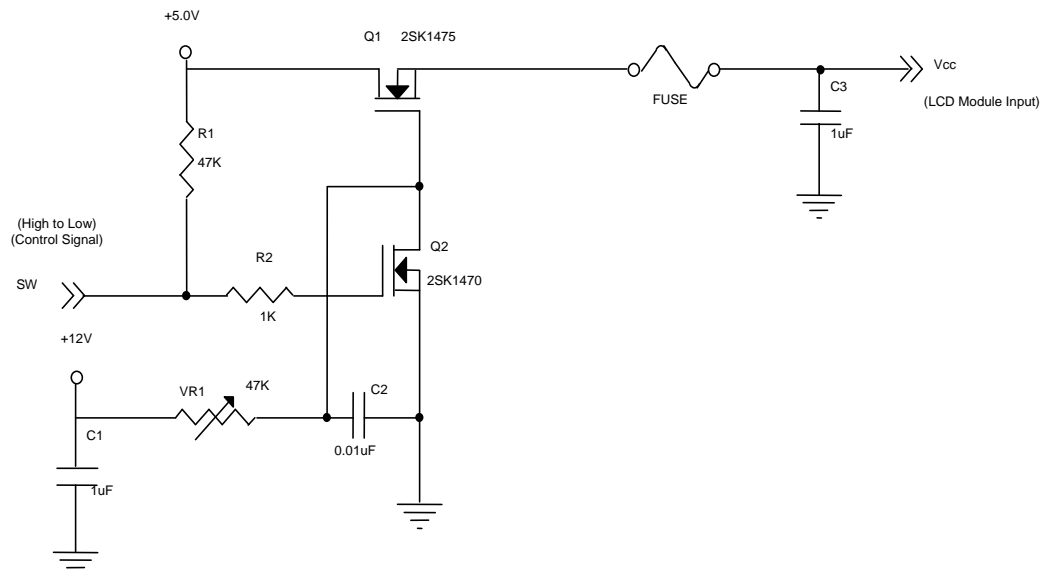 +5.0V
Q1 2SK1475
Vcc
(LCD Module Input)
FUSE
C3
1uF
R1
47K
(High to Low)
(Control Signal)
SW
R2
1K
Q2
2SK1470
+12V
VR1 47K
C2
0.01uF
C1
1uF